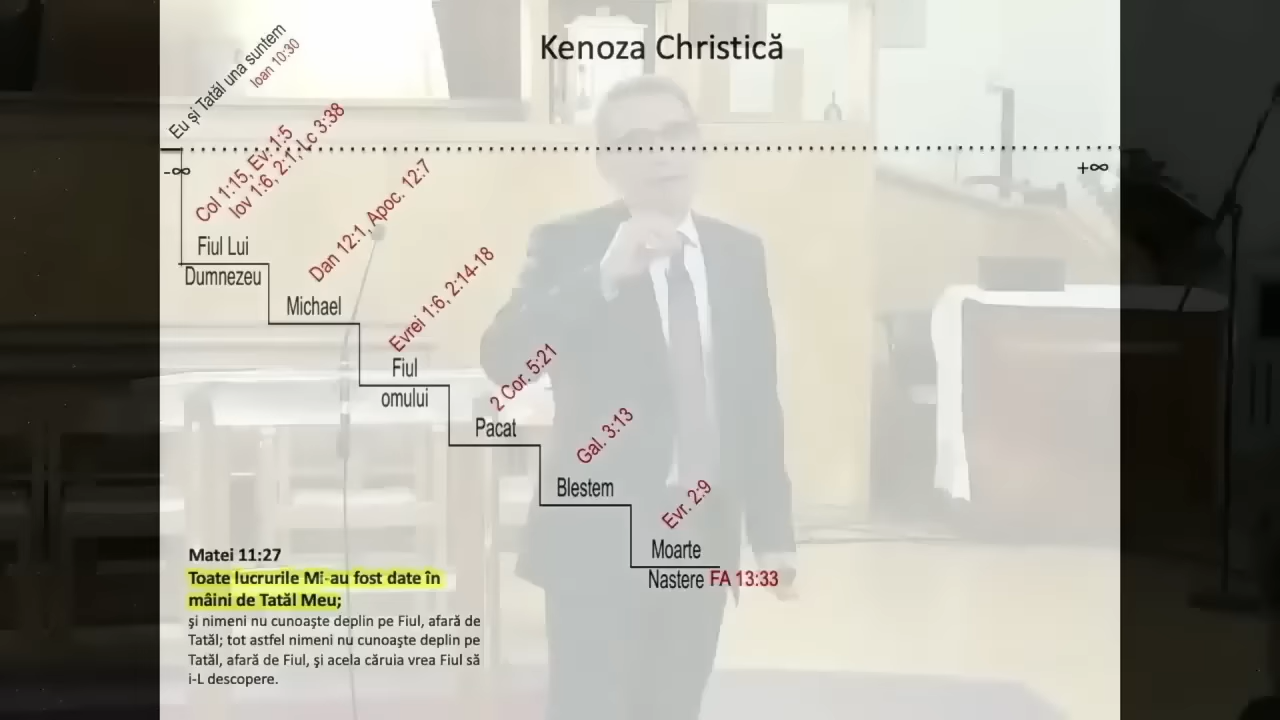 Kenoza Christică
Eu și Tatăl una suntem
Ioan 10:30
-∞
+∞
Col 1:15, Ev. 1:5
Iov 1:6, 2:1, Lc 3:38
Fiul Lui
Dumnezeu
Dan 12:1, Apoc. 12:7
Michael
Evrei 1:6, 2:14-18
Fiul
omului
2 Cor. 5:21
Pacat
Gal. 3:13
Blestem
Evr. 2:9
Moarte
Nastere FA 13:33
Matei 11:27
Toate lucrurile Mi-au fost date în
mâini de Tatăl Meu;
şi nimeni nu cunoaşte deplin pe Fiul, afară de
Tatăl; tot astfel nimeni nu cunoaşte deplin pe
Tatăl, afară de Fiul, şi acela căruia vrea Fiul să
i-L descopere.